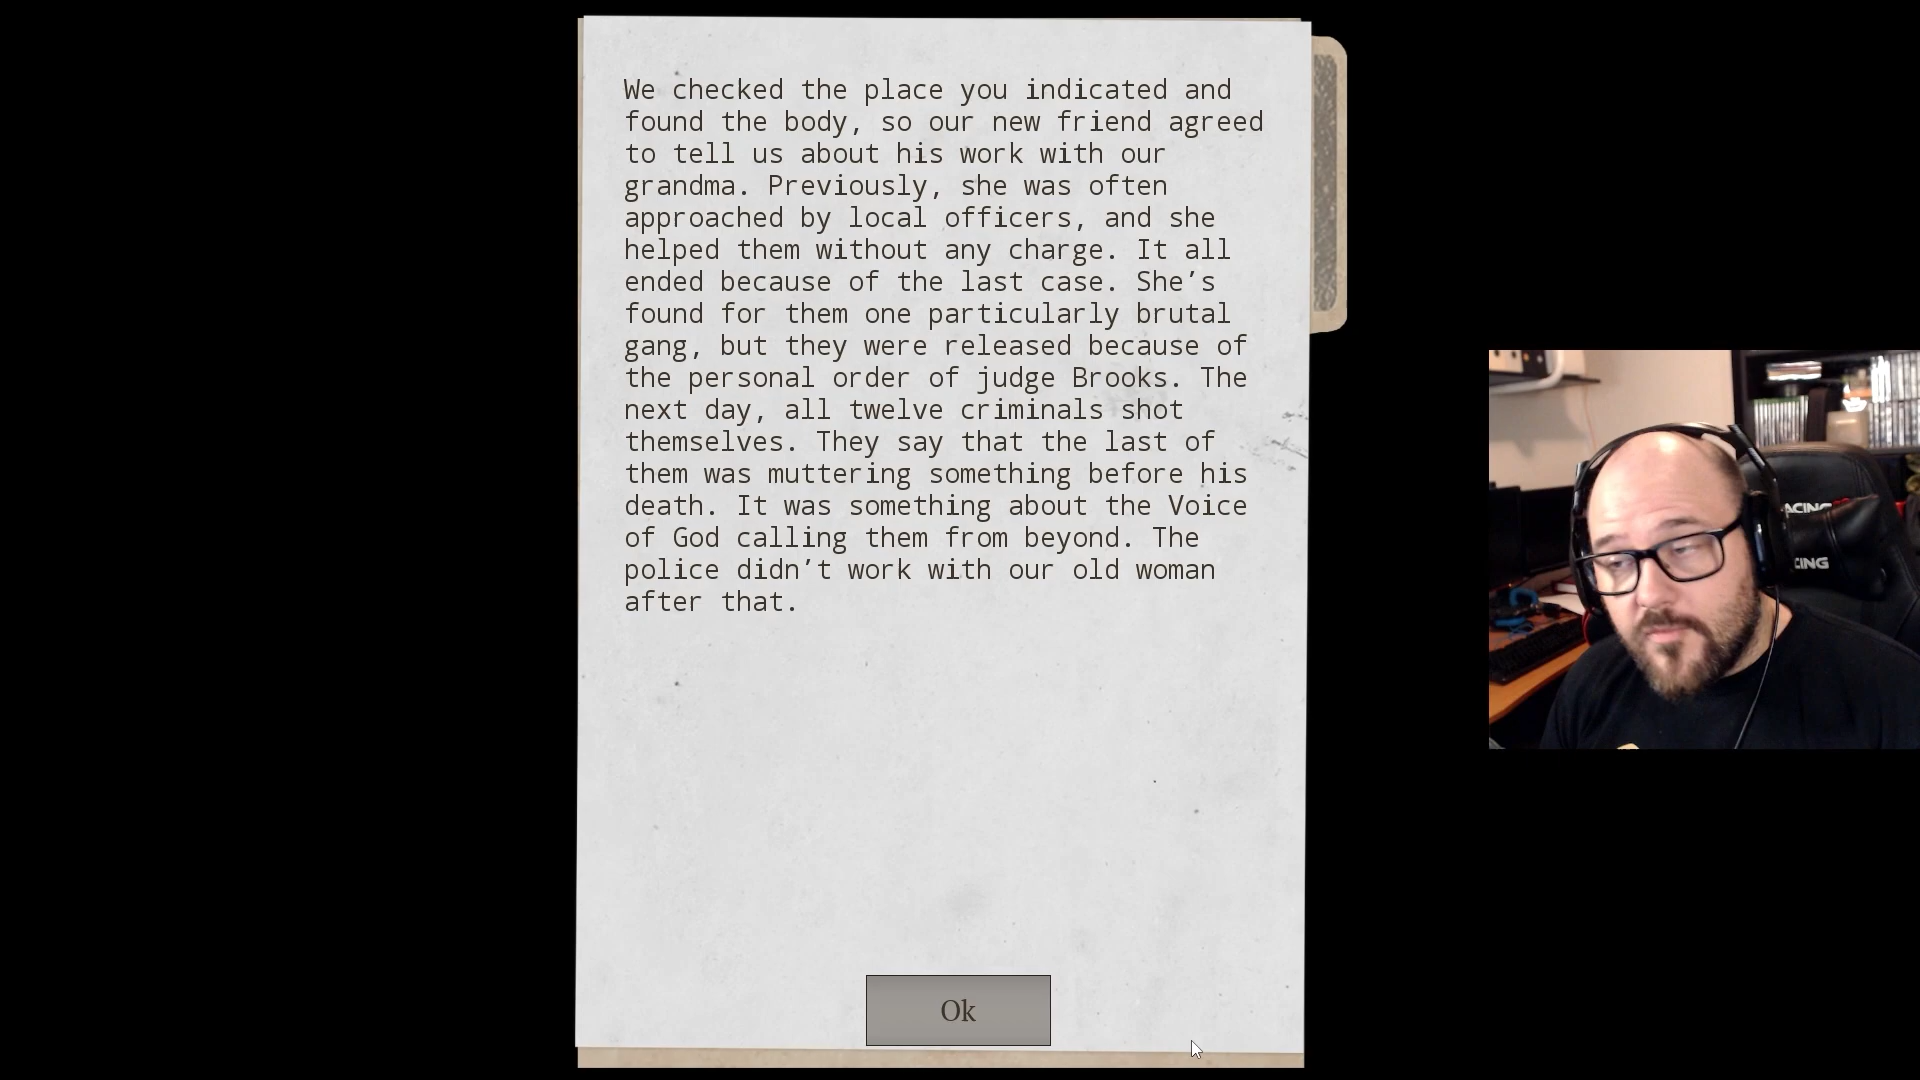 We checked the place you indicated and
found the body, so our new friend agreed
to tell us about his work with our
grandma. Previously, she was often
approached by local officers, and she
helped them without any charge. It all
ended because of the last case. She’s
found for them one particularly brutal
gang, but they were released because of
the personal order of judge Brooks. The
next day, all twelve criminals shot
themselves. They say that the last of
them was muttering something before his
death. It was something about the Voice
of God calling them from beyond. The
police didn’t work with our old woman
after that.
Ok
ACING
CING